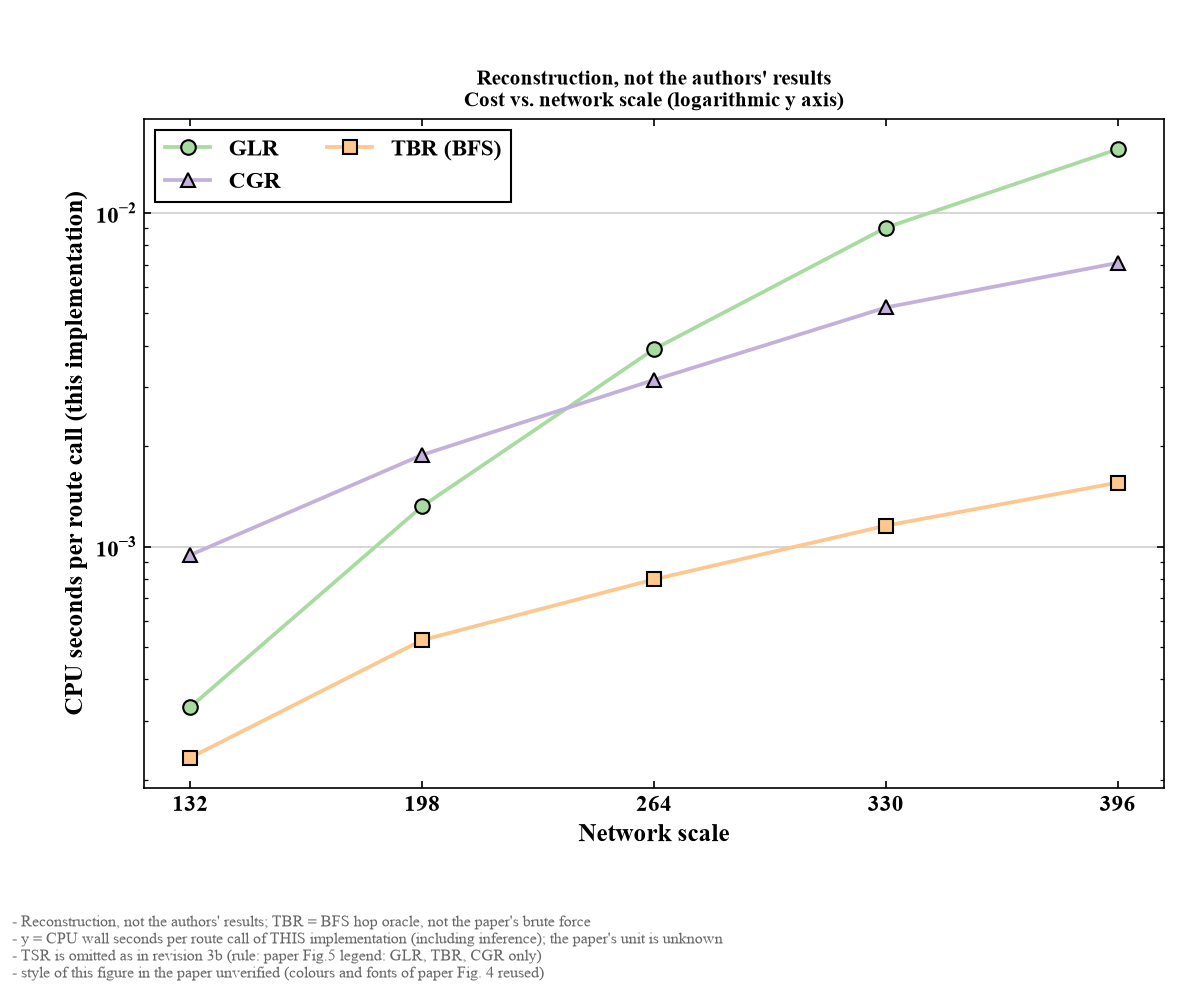 Reconstruction, not the authors' results
Cost vs. network scale (logarithmic y axis)
GLR
TBR (BFS)
CGR
CPU seconds per route call (this implementation)
10⁻²
10⁻³
132 198 264 330 396
Network scale
- Reconstruction, not the authors' results; TBR = BFS hop oracle, not the paper's brute force
- y = CPU wall seconds per route call of THIS implementation (including inference); the paper's unit is unknown
- TSR is omitted as in revision 3b (rule: paper Fig.5 legend: GLR, TBR, CGR only)
- style of this figure in the paper unverified (colours and fonts of paper Fig. 4 reused)